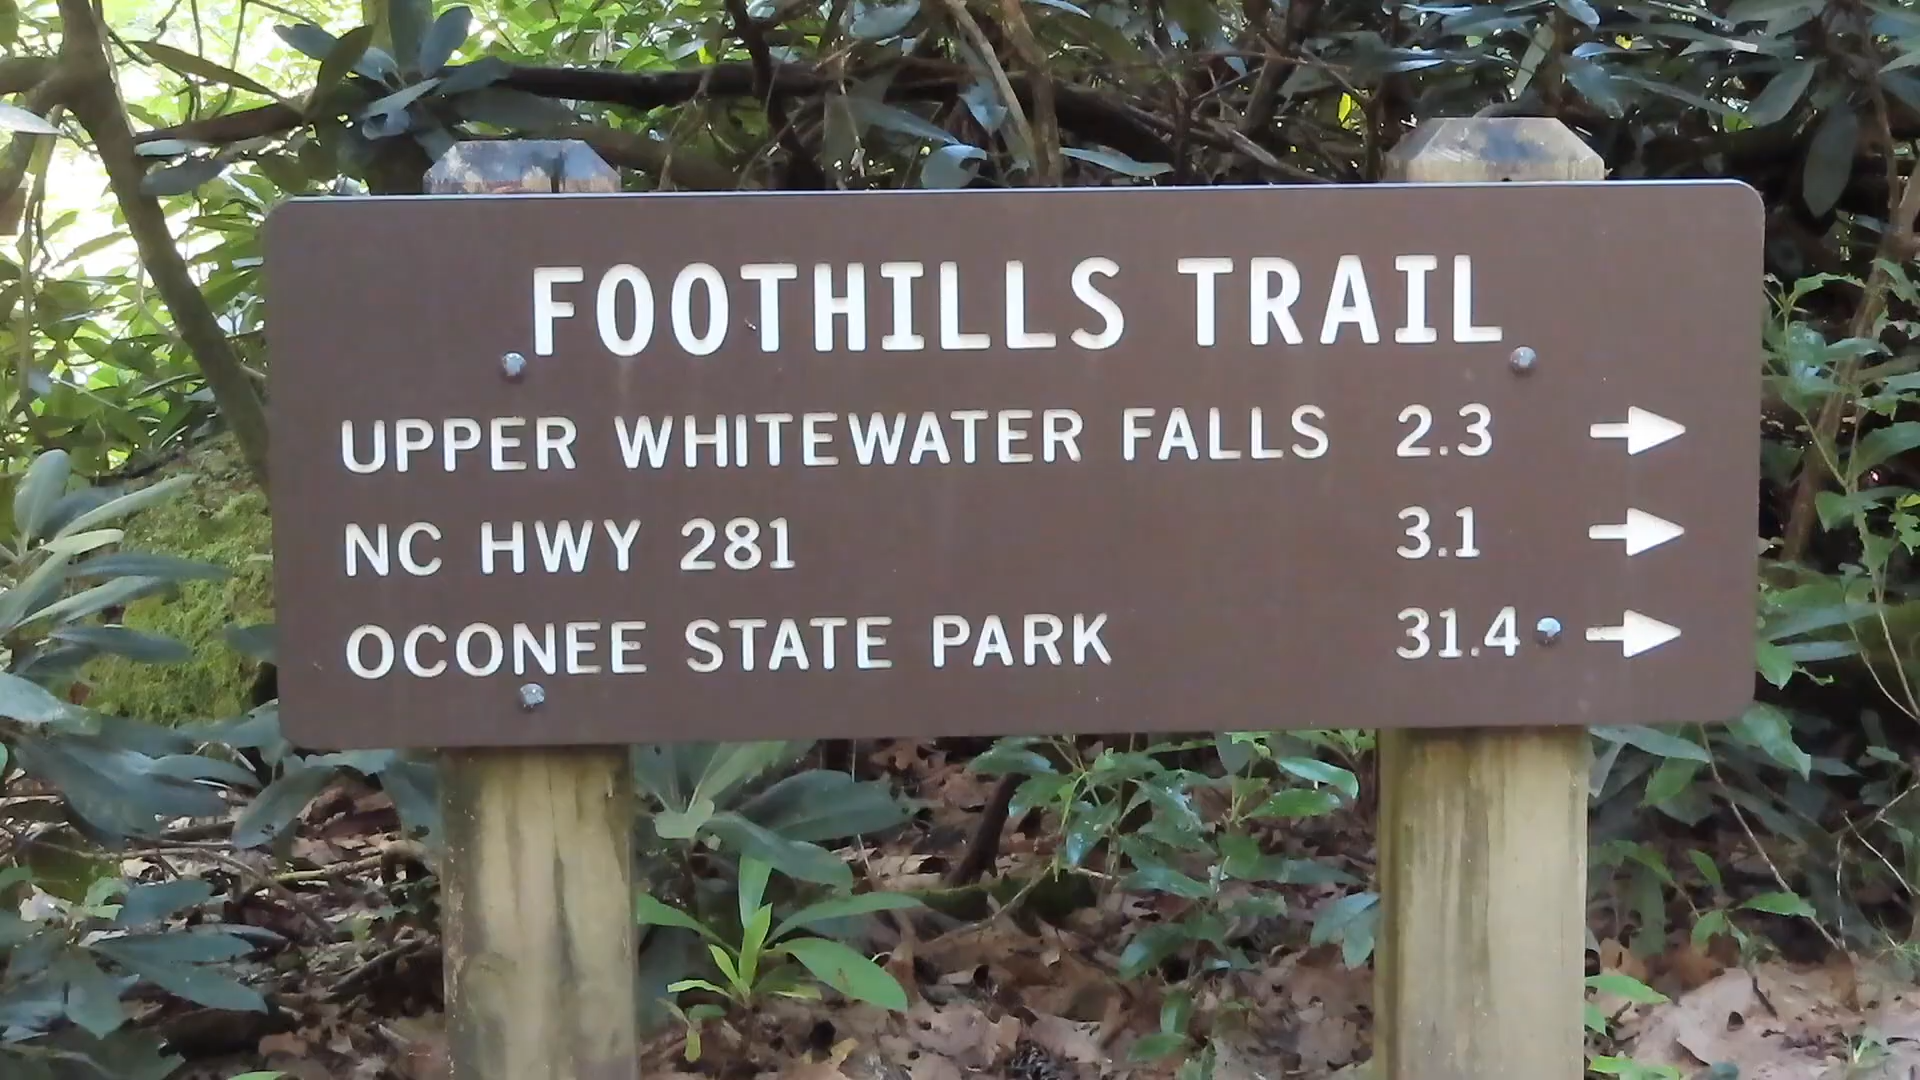 FOOTHILLS TRAIL
UPPER WHITEWATER FALLS 2.3 →
NC HWY 281 3.1 →
OCONEE STATE PARK 31.4 →